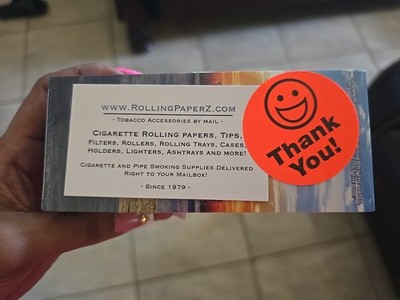 www.RollingPaperZ.com
- Tobacco Accessories by mail -
Cigarette Rolling papers, Tips,
Filters, Rollers, Rolling Trays, Cases,
Holders, Lighters, Ashtrays and more!
Cigarette and Pipe Smoking Supplies Delivered
Right to Your Mailbox!
- Since 1979 -
Thank
You!